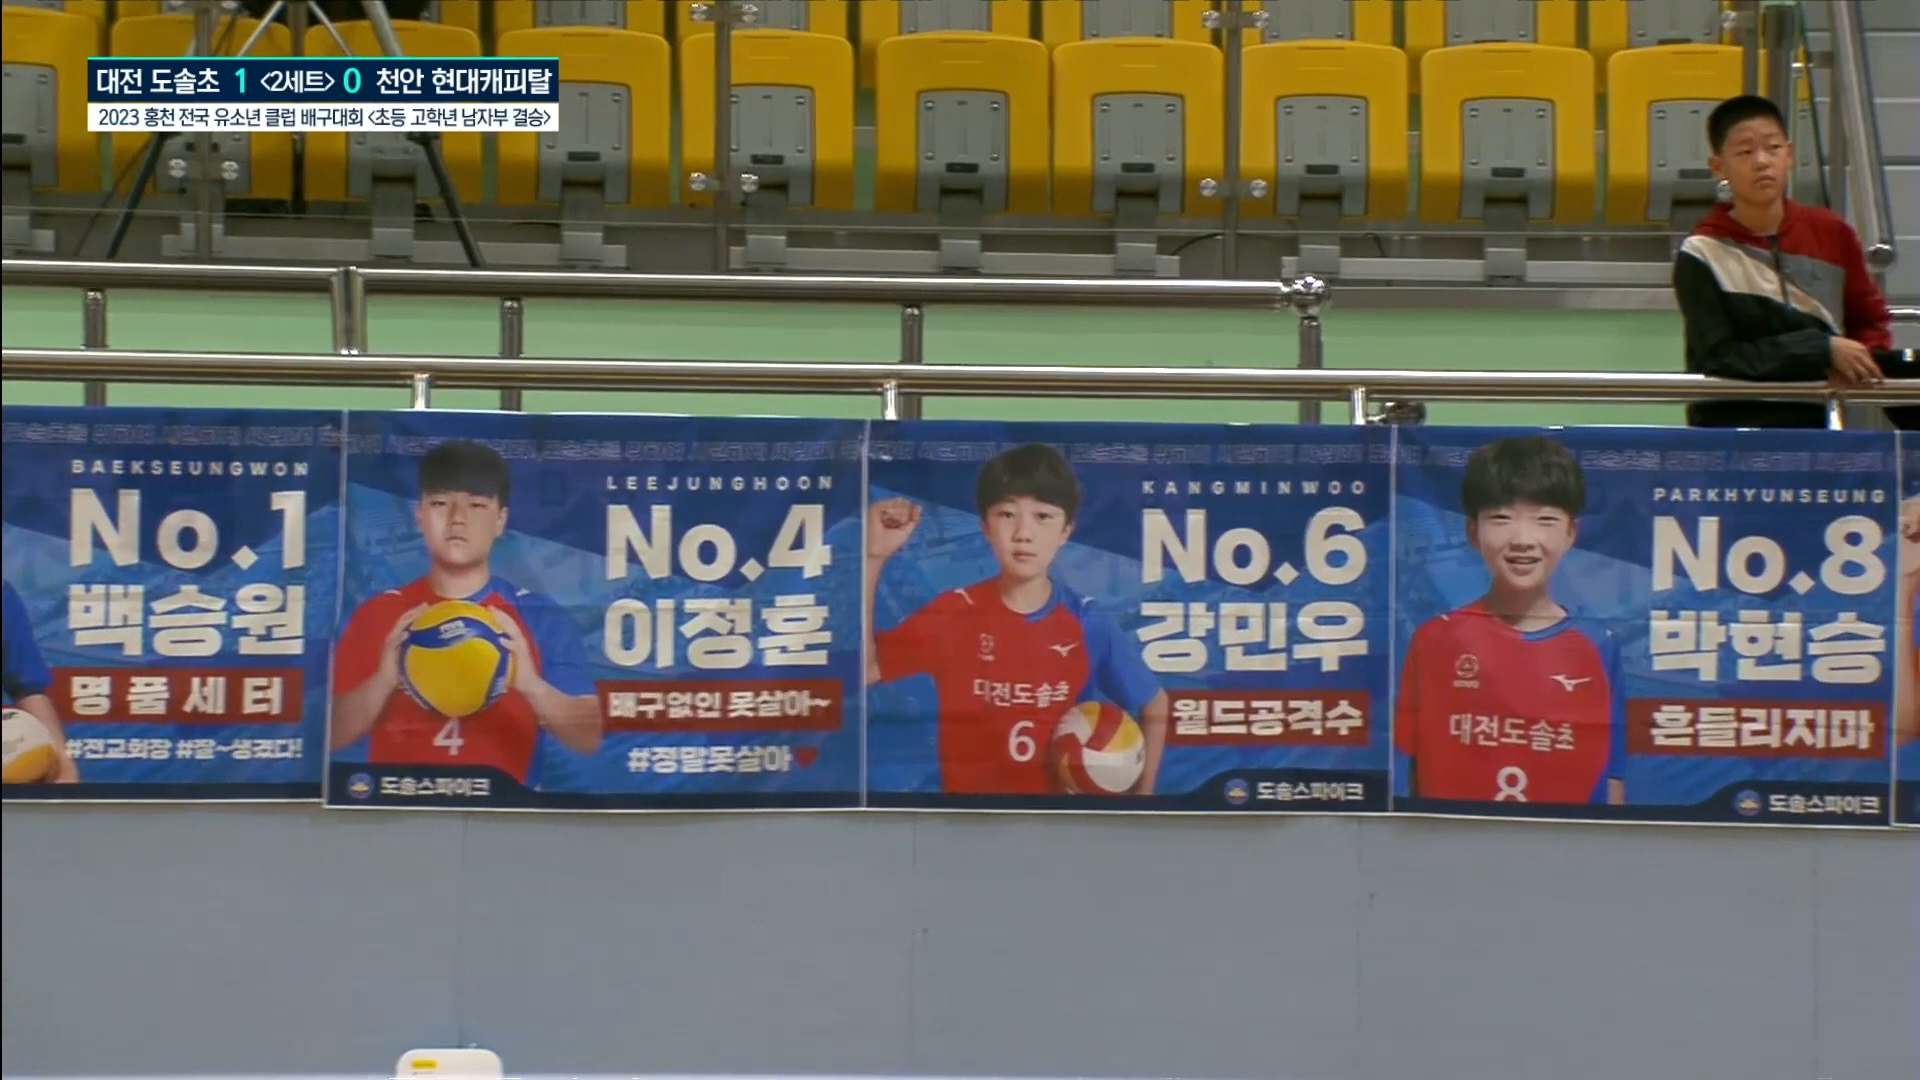 대전 도솔초 1 <2세트> 0 천안 현대캐피탈
2023 홍천 전국 유소년 클럽 배구대회 <초등 고학년 남자부 결승>
BAEKSEUNGWON
No.1
백승원
명품세터
#전교회장 #잘~생겼다!
LEEJUNGHOON
No.4
이정훈
배구없인 못살아~
#정말못살아♥
4
도솔스파이크
KANGMINWOO
No.6
강민우
월드공격수
대전도솔초
6
도솔스파이크
PARKHYUNSEUNG
No.8
박현승
흔들리지마
대전도솔초
8
도솔스파이크